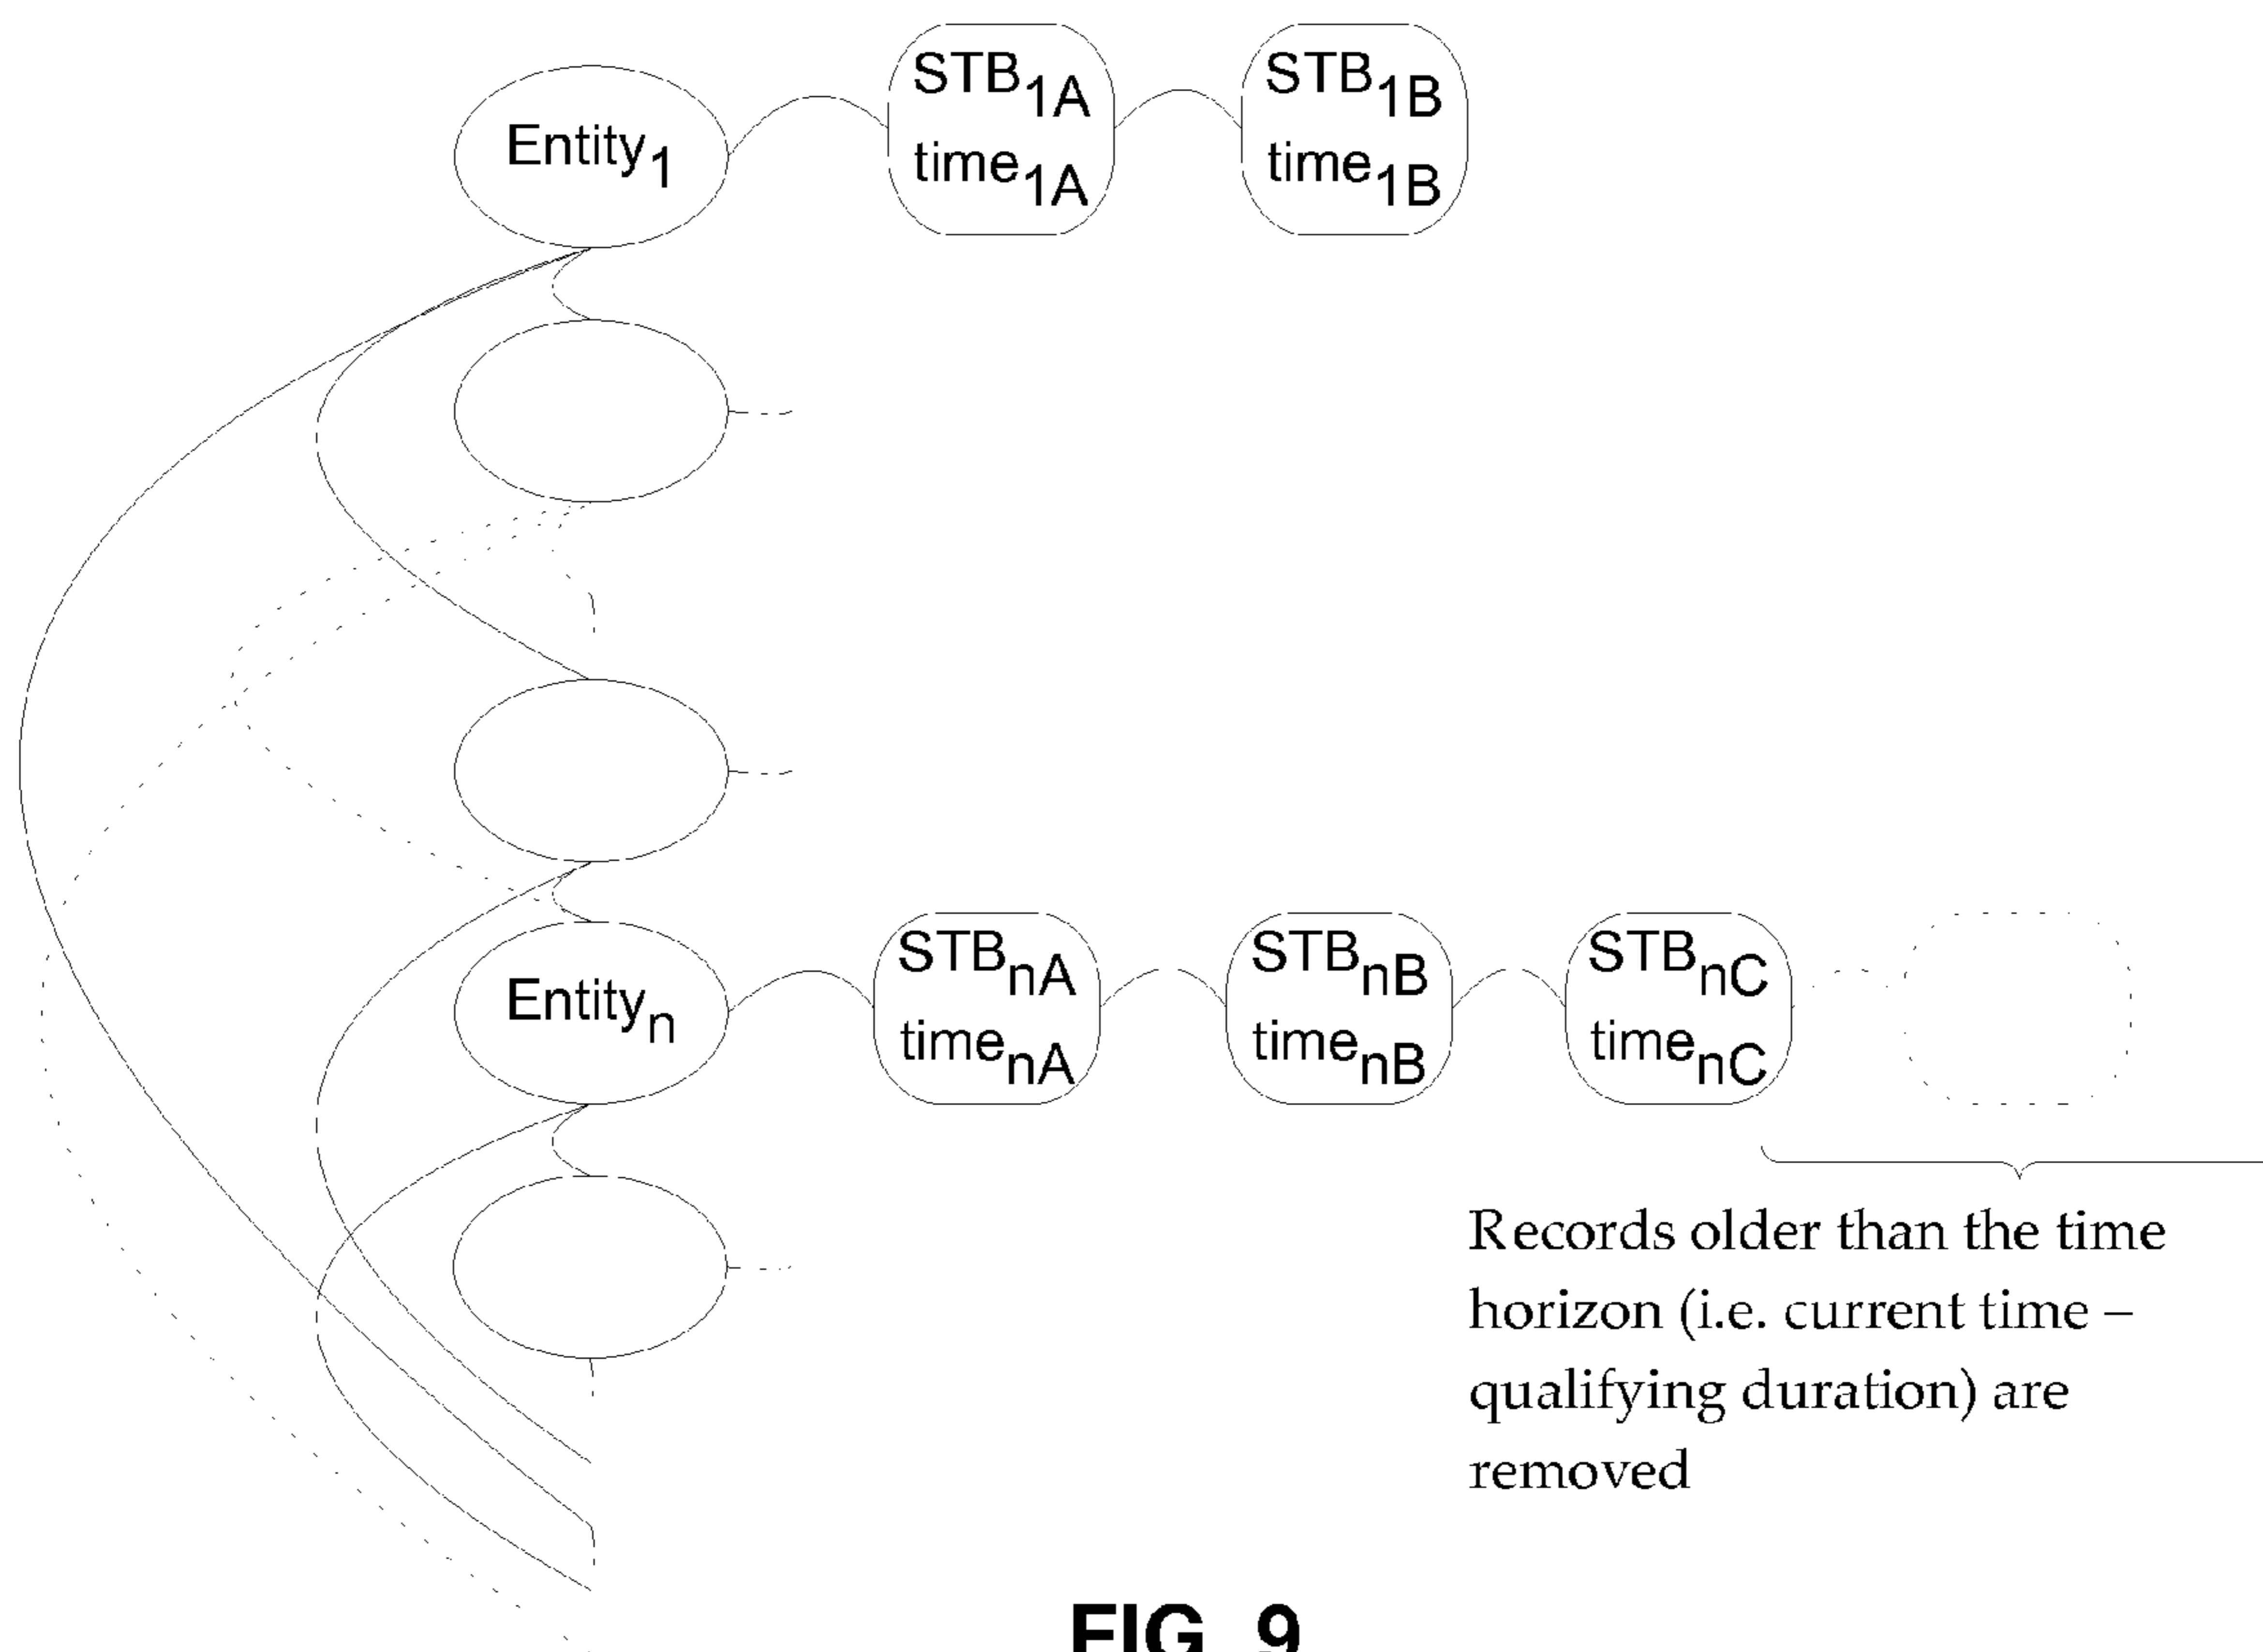 Entity1
STB1A
time1A
STB1B
time1B
Entityn
STBnA
timenA
STBnB
timenB
STBnC
timenC
Records older than the time
horizon (i.e. current time –
qualifying duration) are
removed
FIG. 9